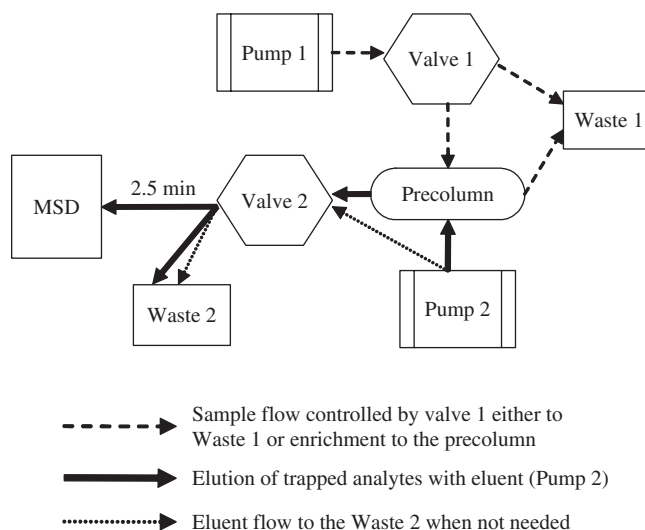 Pump 1
Valve 1
Waste 1
Precolumn
2.5 min
MSD
Valve 2
Waste 2
Pump 2
Sample flow controlled by valve 1 either to
Waste 1 or enrichment to the precolumn
Elution of trapped analytes with eluent (Pump 2)
Eluent flow to the Waste 2 when not needed